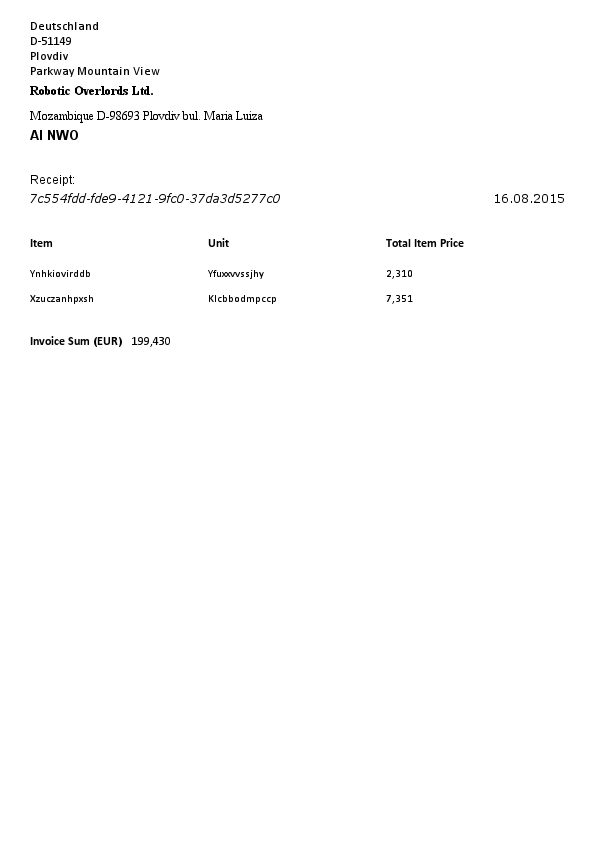 Deutschland
D-51149
Plovdiv
Parkway Mountain View
Robotic Overlords Ltd.
Mozambique D-98693 Plovdiv bul. Maria Luiza
AI NWO
Receipt:
7c554fdd-fde9-4121-9fc0-37da3d5277c0 16.08.2015
Item Unit Total Item Price
Ynhkiovirddb Yfuxwvssjhy 2,310
Xzuczanhpxsh Klcbbodmpccp 7,351
Invoice Sum (EUR) 199,430